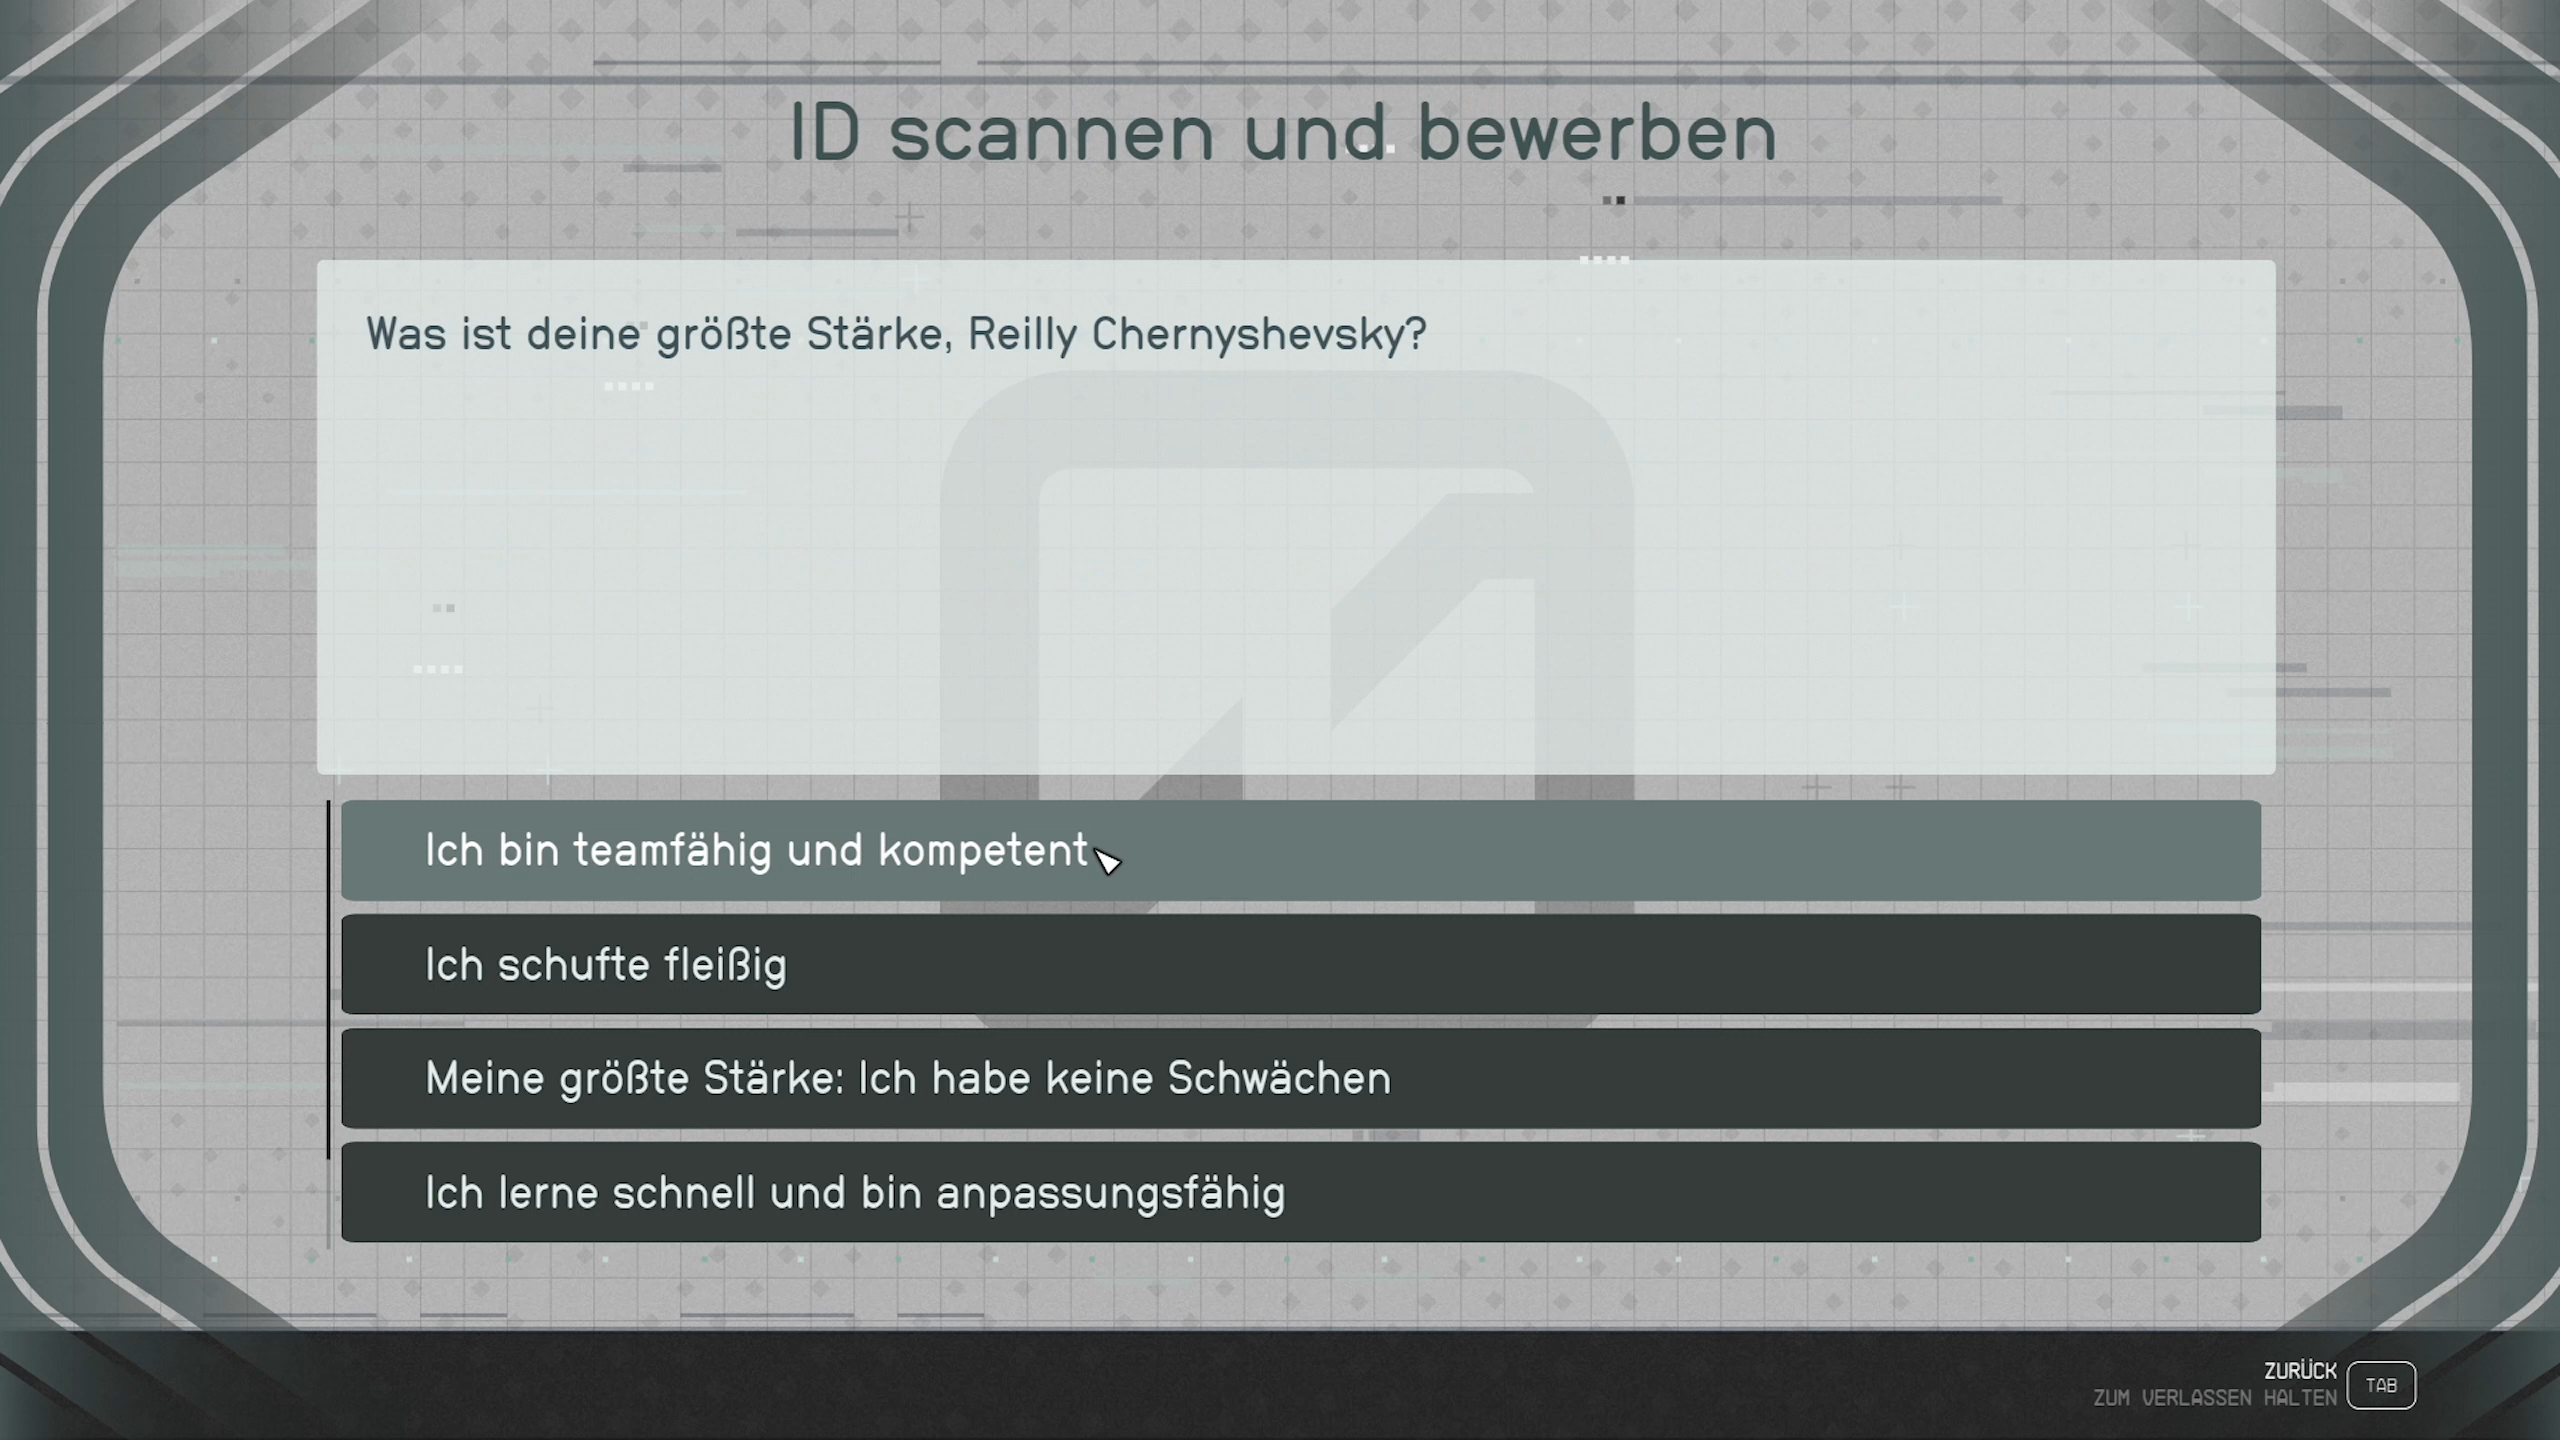 ID scannen und bewerben
Was ist deine größte Stärke, Reilly Chernyshevsky?
Ich bin teamfähig und kompetent
Ich schufte fleißig
Meine größte Stärke: Ich habe keine Schwächen
Ich lerne schnell und bin anpassungsfähig
ZURÜCK
ZUM VERLASSEN HALTEN
TAB